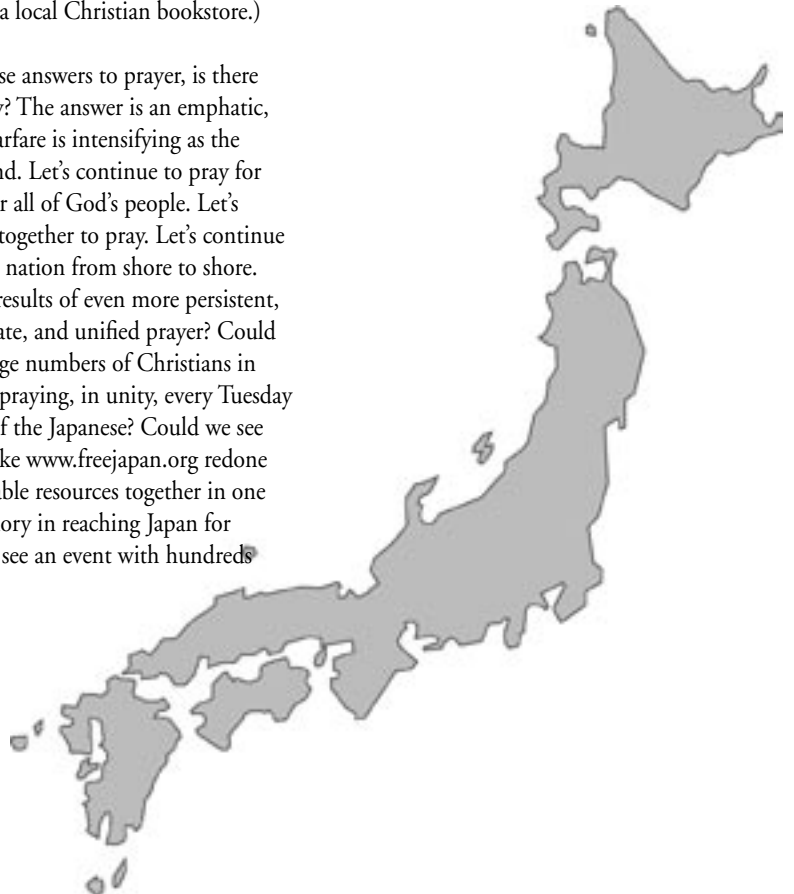 a local Christian bookstore.)
se answers to prayer, is there
? The answer is an emphatic,
arfare is intensifying as the
nd. Let's continue to pray for
r all of God's people. Let's
together to pray. Let's continue
nation from shore to shore.
results of even more persistent,
ate, and unified prayer? Could
ge numbers of Christians in
praying, in unity, every Tuesday
f the Japanese? Could we see
ke www.freejapan.org redone
able resources together in one
ory in reaching Japan for
see an event with hundreds